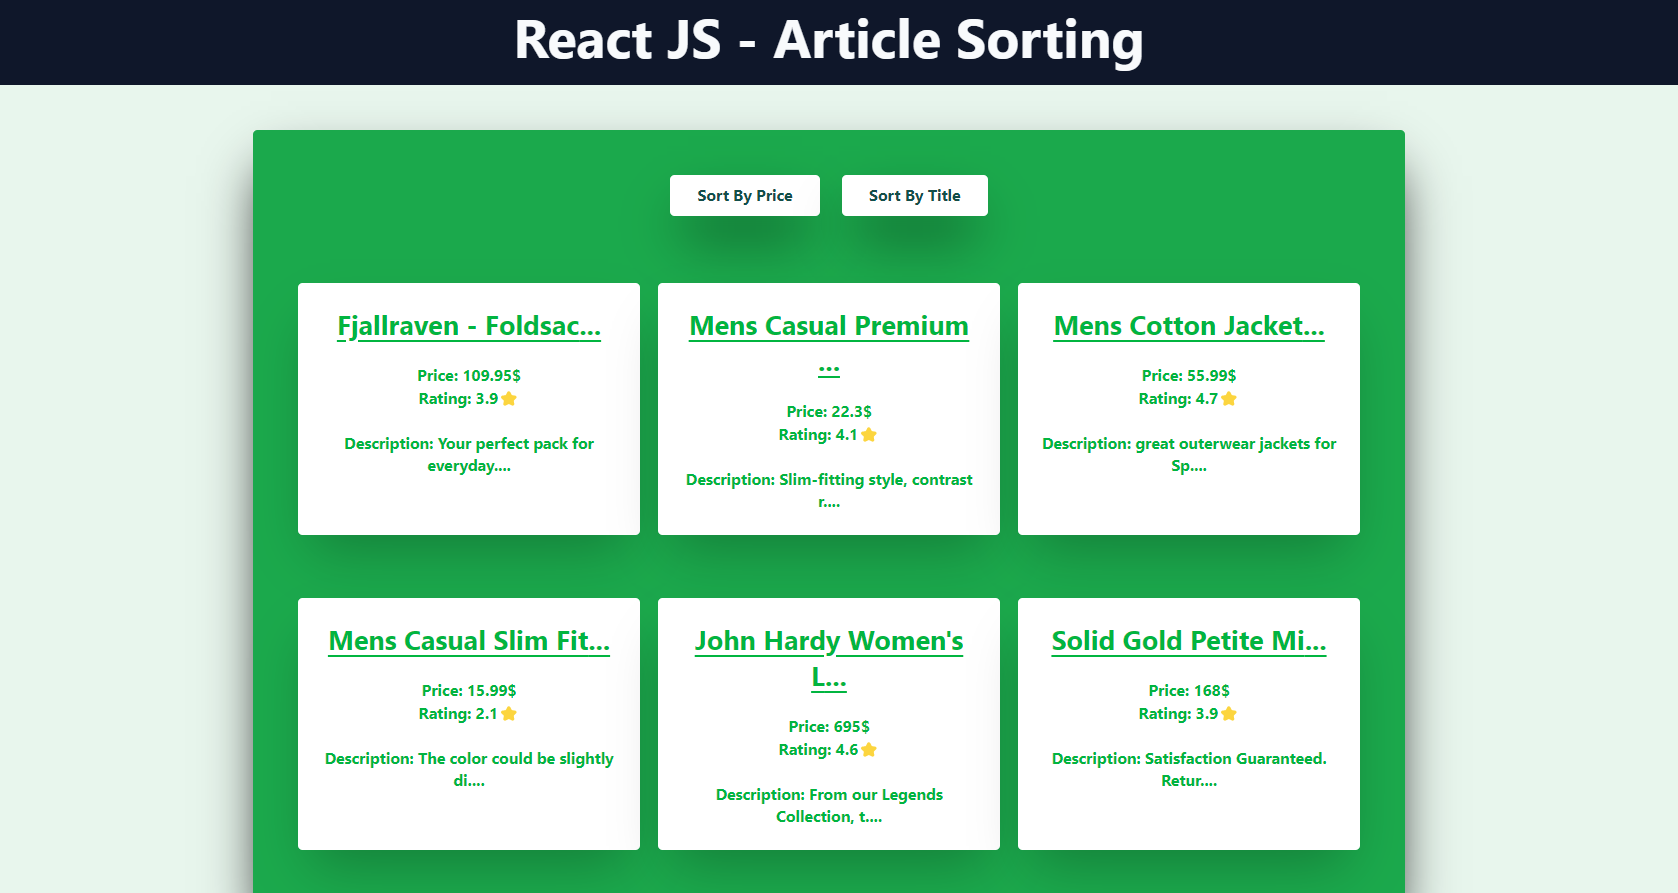 React JS - Article Sorting
Sort By Price
Sort By Title
Fjallraven - Foldsac...
Price: 109.95$
Rating: 3.9
Description: Your perfect pack for
everyday....
Mens Casual Premium
...
Price: 22.3$
Rating: 4.1
Description: Slim-fitting style, contrast
r....
Mens Cotton Jacket...
Price: 55.99$
Rating: 4.7
Description: great outerwear jackets for
Sp....
Mens Casual Slim Fit...
Price: 15.99$
Rating: 2.1
Description: The color could be slightly
di....
John Hardy Women's
L...
Price: 695$
Rating: 4.6
Description: From our Legends
Collection, t....
Solid Gold Petite Mi...
Price: 168$
Rating: 3.9
Description: Satisfaction Guaranteed.
Retur....